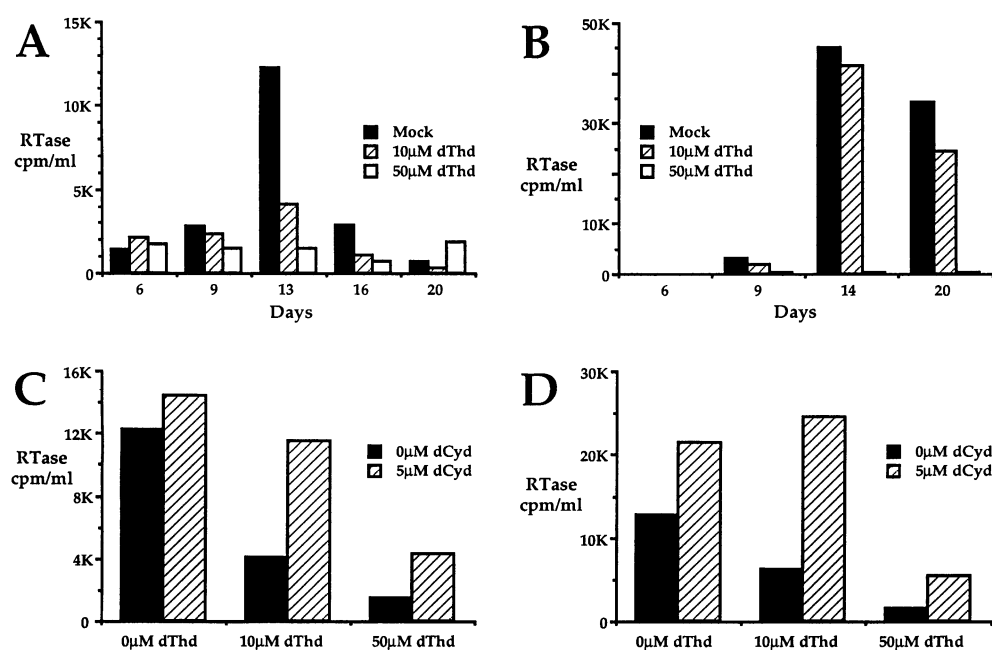 A
15K
10K
5K
0
RTase
cpm/ml
Mock
10µM dThd
50µM dThd
6 9 13 16 20
Days
B
50K
30K
10K
0
RTase
cpm/ml
Mock
10µM dThd
50µM dThd
6 9 14 20
Days
C
16K
12K
8K
4K
0
RTase
cpm/ml
0µM dCyd
5µM dCyd
0µM dThd 10µM dThd 50µM dThd
D
30K
20K
10K
0
RTase
cpm/ml
0µM dCyd
5µM dCyd
0µM dThd 10µM dThd 50µM dThd